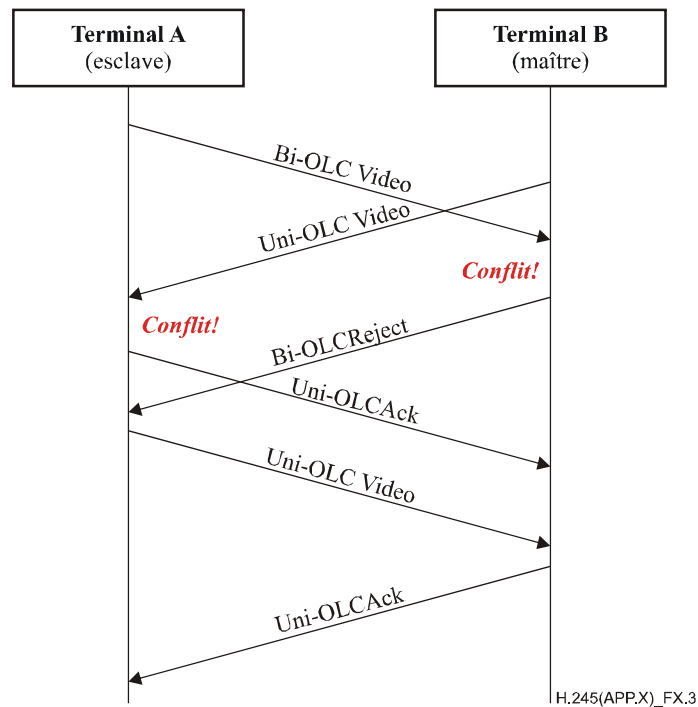 Terminal A
(esclave)
Terminal B
(maître)
Bi-OLC Video
Uni-OLC Video
Conflit!
Conflit!
Bi-OLCReject
Uni-OLCAck
Uni-OLC Video
Uni-OLCAck
H.245(APP.X)_FX.3